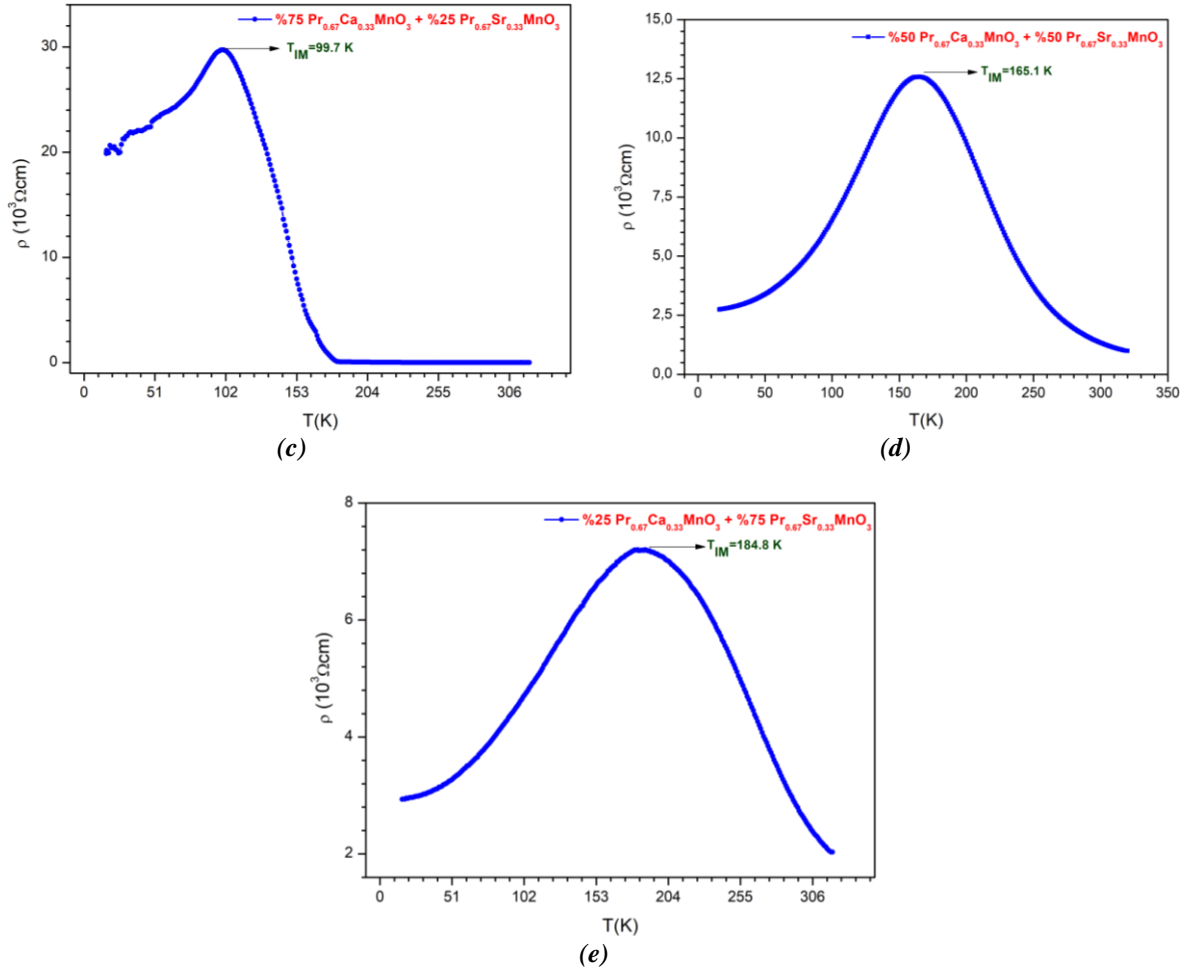 %75 Pr0.67Ca0.33MnO3 + %25 Pr0.67Sr0.33MnO3
TIM=99.7 K
30
20
10
0
ρ (10³Ωcm)
0 51 102 153 204 255 306
T(K)
(c)
%50 Pr0.67Ca0.33MnO3 + %50 Pr0.67Sr0.33MnO3
TIM=165.1 K
15,0
12,5
10,0
7,5
5,0
2,5
0,0
ρ (10³Ωcm)
0 50 100 150 200 250 300 350
T(K)
(d)
%25 Pr0.67Ca0.33MnO3 + %75 Pr0.67Sr0.33MnO3
TIM=184.8 K
8
6
4
2
ρ (10³Ωcm)
0 51 102 153 204 255 306
T(K)
(e)